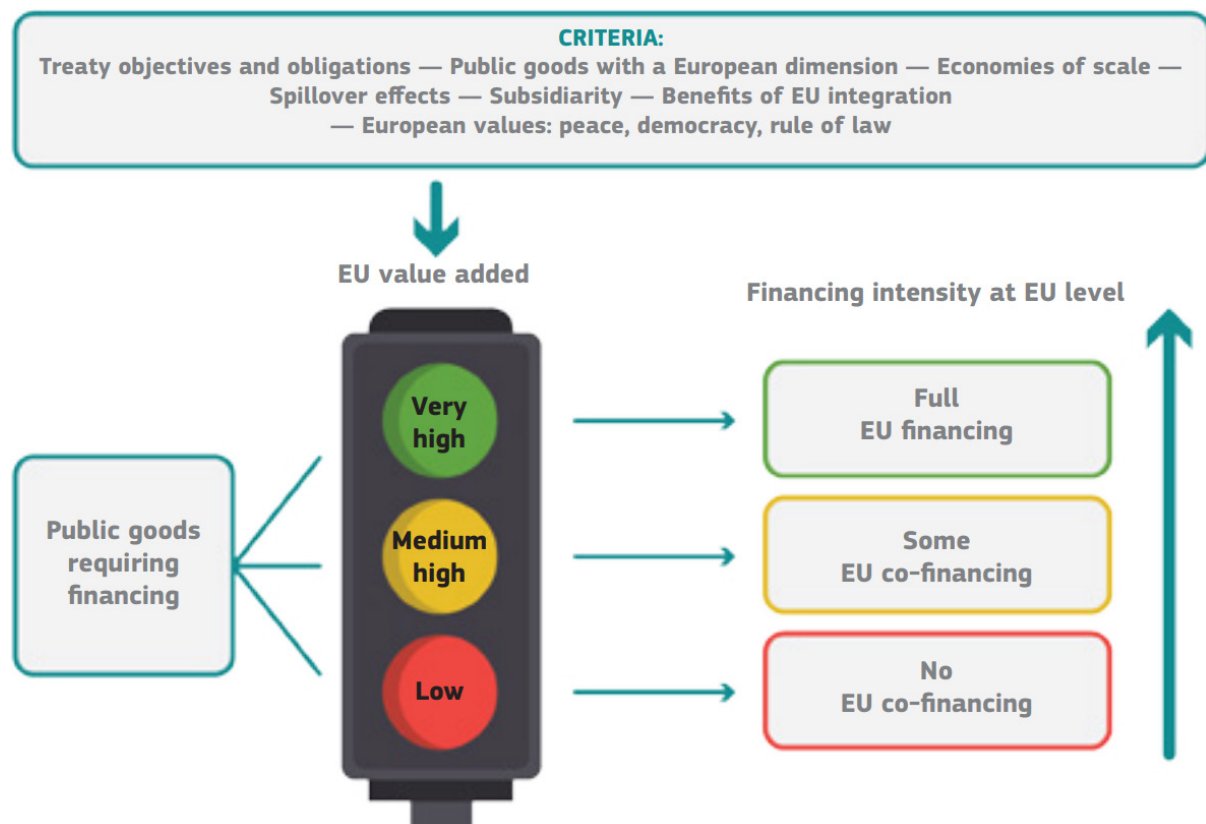 CRITERIA:
Treaty objectives and obligations — Public goods with a European dimension — Economies of scale —
Spillover effects — Subsidiarity — Benefits of EU integration
— European values: peace, democracy, rule of law
EU value added
Financing intensity at EU level
Very
high
Full
EU financing
Public goods
requiring
financing
Medium
high
Some
EU co-financing
Low
No
EU co-financing